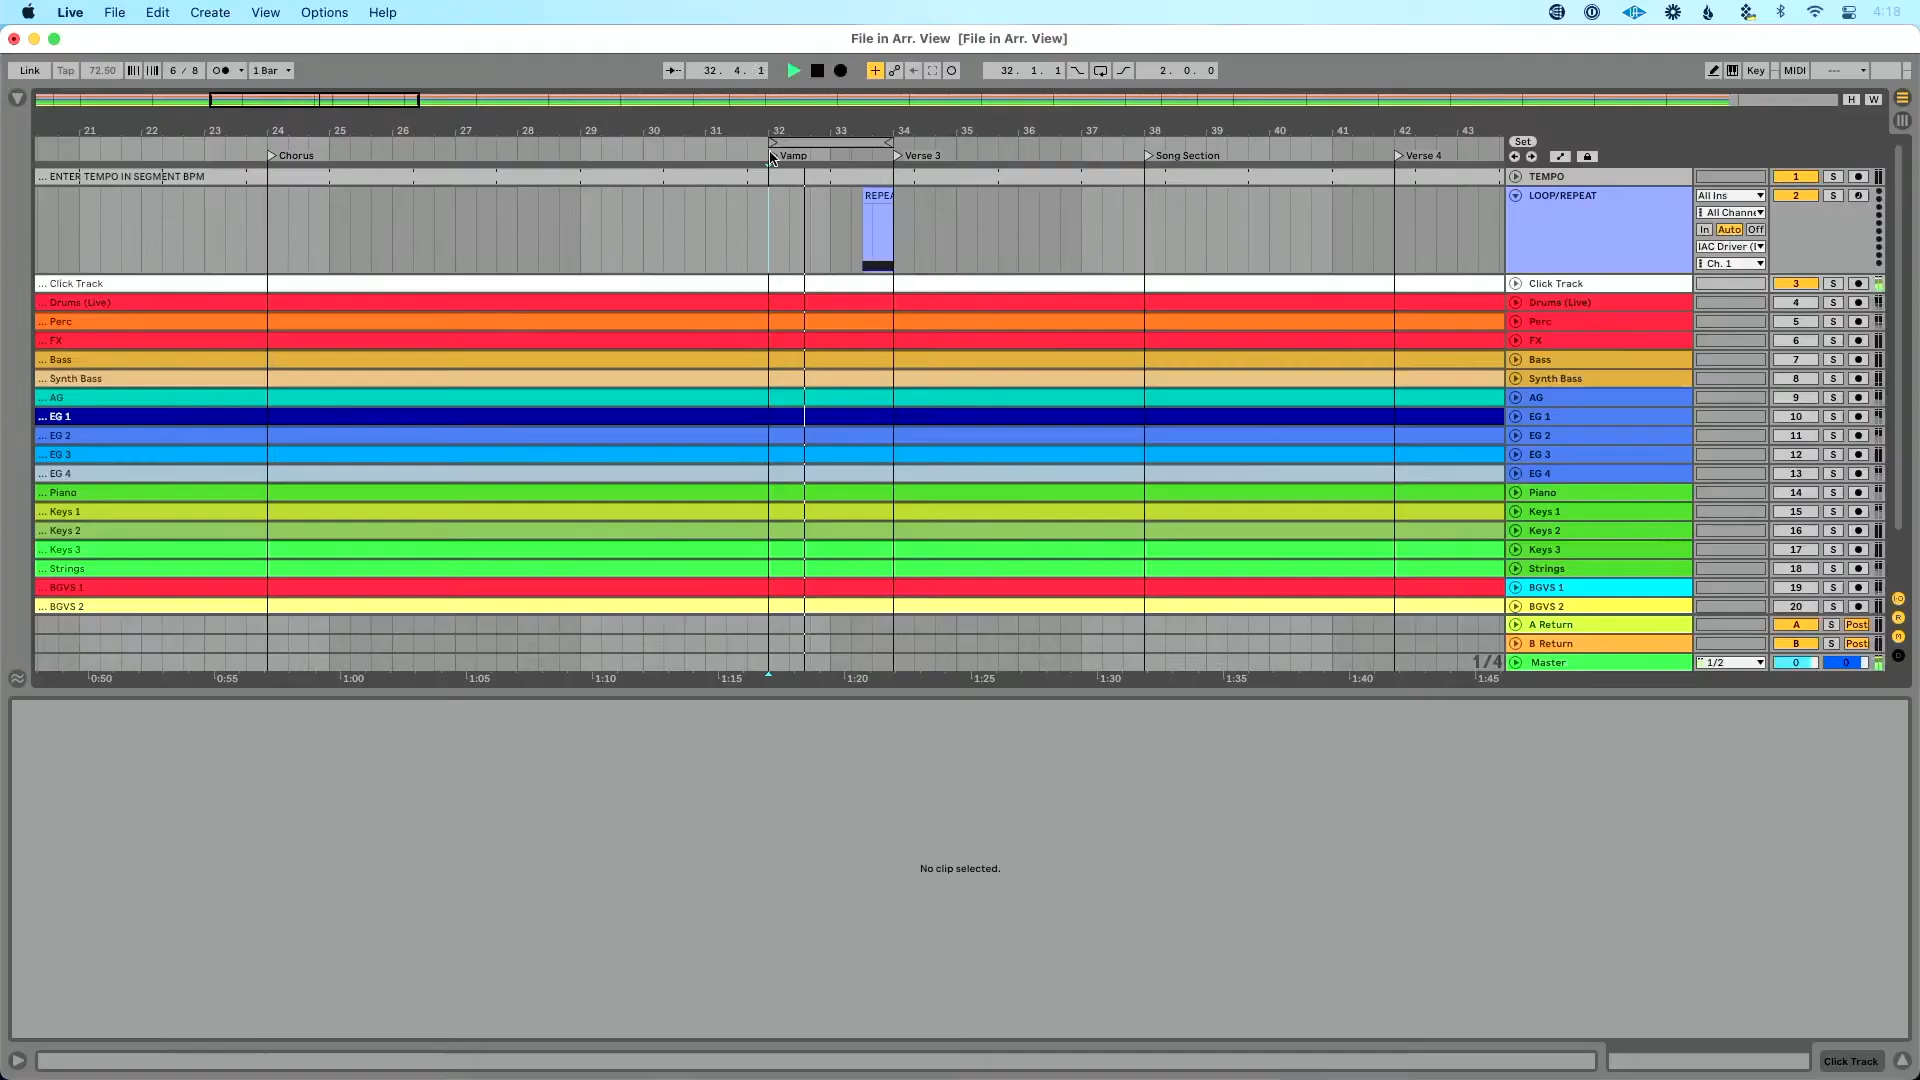 Live File Edit Create View Options Help 4:18
File in Arr. View [File in Arr. View]
Link Tap 72.50 6 / 8 1 Bar 32. 4. 1 32. 1. 1 2. 0. 0 Key MIDI ---
H W
21 22 23 24 25 26 27 28 29 30 31 32 33 34 35 36 37 38 39 40 41 42 43
Set
Chorus Vamp Verse 3 Song Section Verse 4
... ENTER TEMPO IN SEGMENT BPM TEMPO 1 S
REPEA LOOP/REPEAT All Ins 2 S
All Channe
In Auto Off
IAC Driver (I
Ch. 1
... Click Track Click Track 3 S
... Drums (Live) Drums (Live) 4 S
... Perc Perc 5 S
... FX FX 6 S
... Bass Bass 7 S
... Synth Bass Synth Bass 8 S
... AG AG 9 S
... EG 1 EG 1 10 S
... EG 2 EG 2 11 S
... EG 3 EG 3 12 S
... EG 4 EG 4 13 S
... Piano Piano 14 S
... Keys 1 Keys 1 15 S
... Keys 2 Keys 2 16 S
... Keys 3 Keys 3 17 S
... Strings Strings 18 S
... BGVS 1 BGVS 1 19 S
... BGVS 2 BGVS 2 20 S
A Return A S Post
B Return B S Post
1/4 Master 1/2 0 0
0:50 0:55 1:00 1:05 1:10 1:15 1:20 1:25 1:30 1:35 1:40 1:45
No clip selected.
Click Track